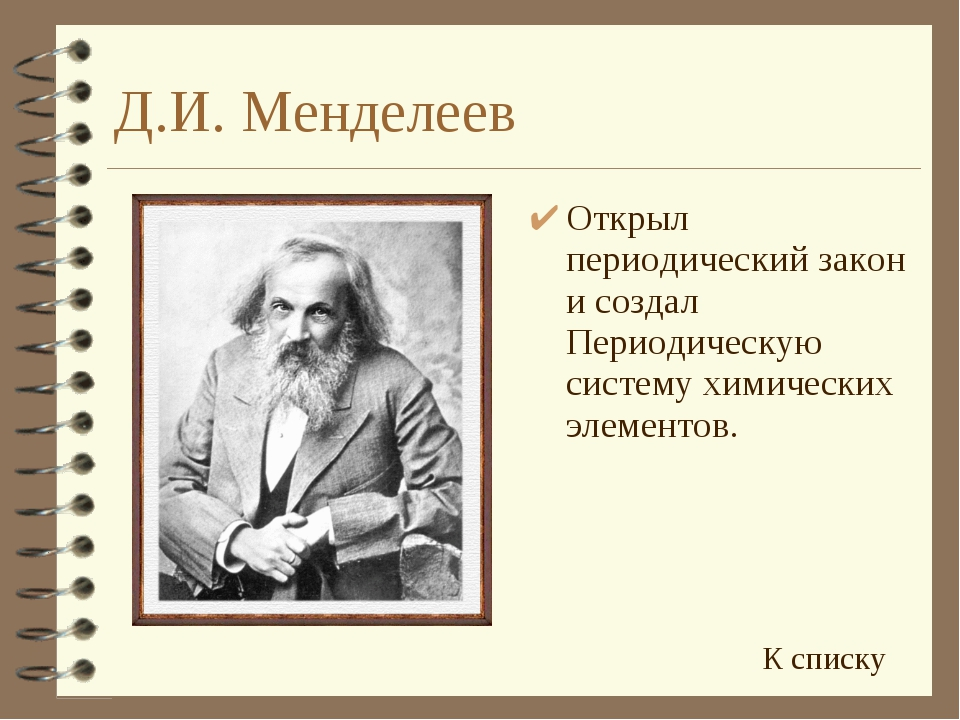 Д.И. Менделеев
Открыл
периодический закон
и создал
Периодическую
систему химических
элементов.
К списку